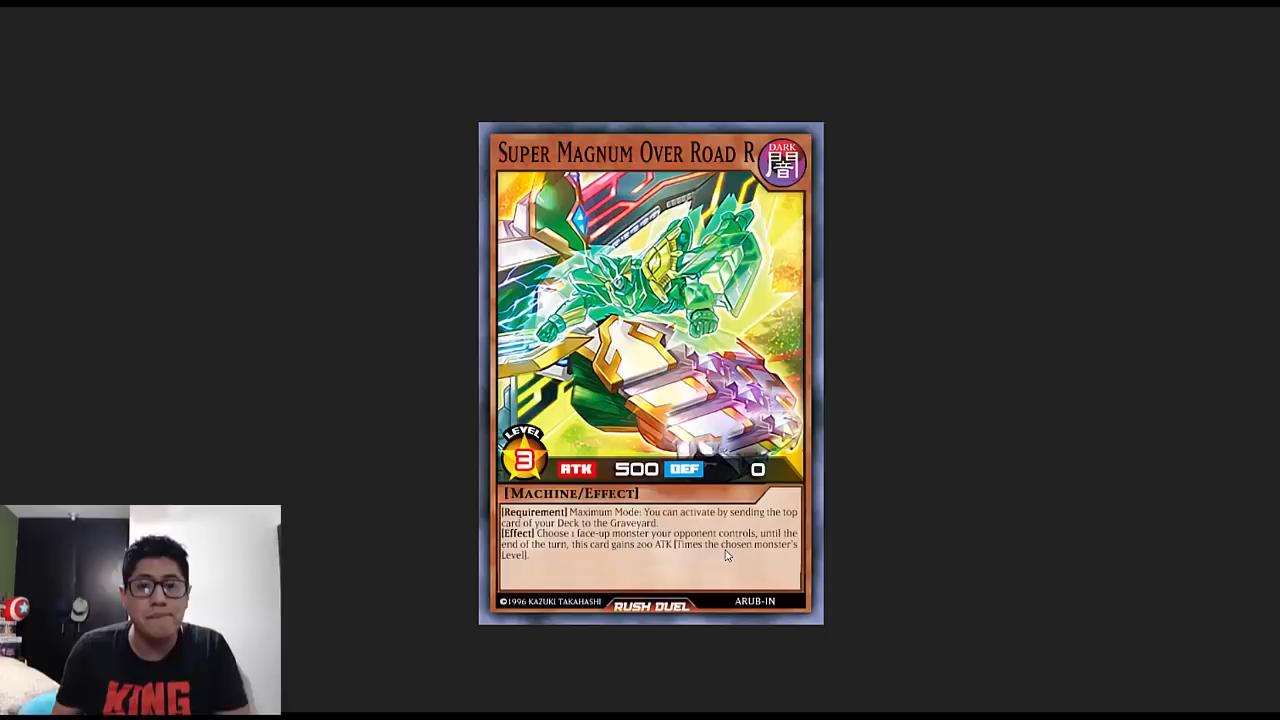 SUPER MAGNUM OVER ROAD R
DARK
闇
LEVEL
3
ATK 500 DEF 0
[MACHINE/EFFECT]
[Requirement] Maximum Mode: You can activate by sending the top
card of your Deck to the Graveyard.
[Effect] Choose 1 face-up monster your opponent controls, until the
end of the turn, this card gains 200 ATK [Times the chosen monster's
Level].
©1996 KAZUKI TAKAHASHI
RUSH DUEL
ARUB-IN
KING